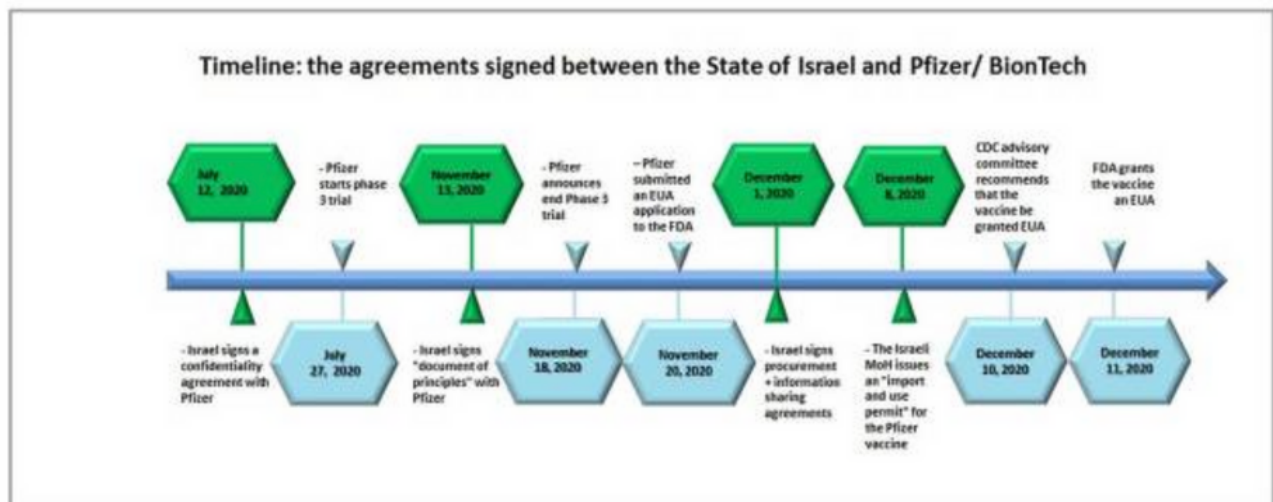 Timeline: the agreements signed between the State of Israel and Pfizer/ BionTech
July
12, 2020
- Pfizer
starts phase
3 trial
November
13, 2020
- Pfizer
announces
end Phase 3
trial
– Pfizer
submitted
an EUA
application
to the FDA
December
1, 2020
December
8, 2020
CDC advisory
committee
recommends
that the
vaccine be
granted EUA
FDA grants
the vaccine
an EUA
- Israel signs a
confidentiality
agreement with
Pfizer
July
27, 2020
- Israel signs
"document of
principles" with
Pfizer
November
18, 2020
November
20, 2020
- Israel signs
procurement
+ information
sharing
agreements
- The Israeli
MoH issues
an "import
and use
permit" for
the Pfizer
vaccine
December
10, 2020
December
11, 2020